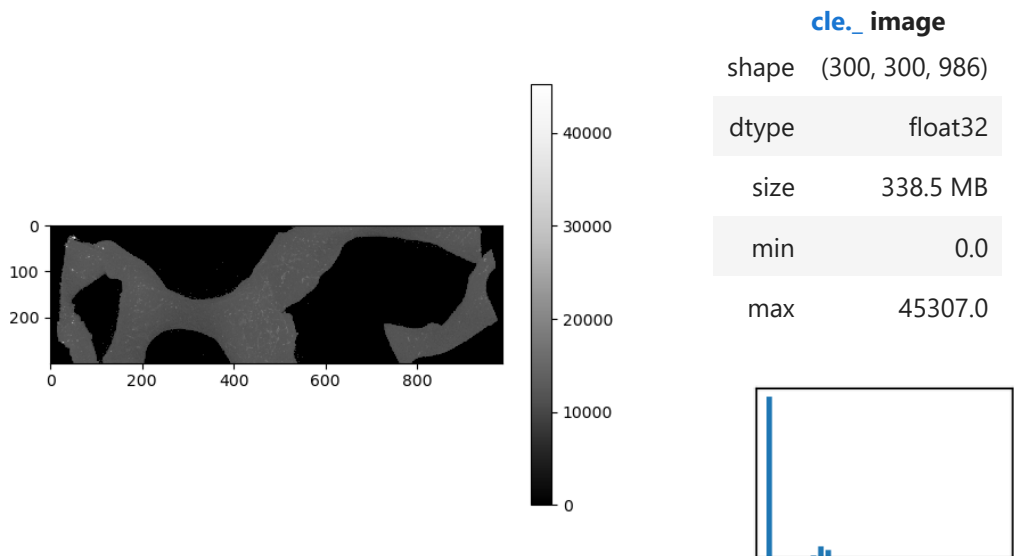 cle._ image
shape (300, 300, 986)
dtype float32
size 338.5 MB
min 0.0
max 45307.0
40000
30000
20000
10000
0
0
100
200
0 200 400 600 800